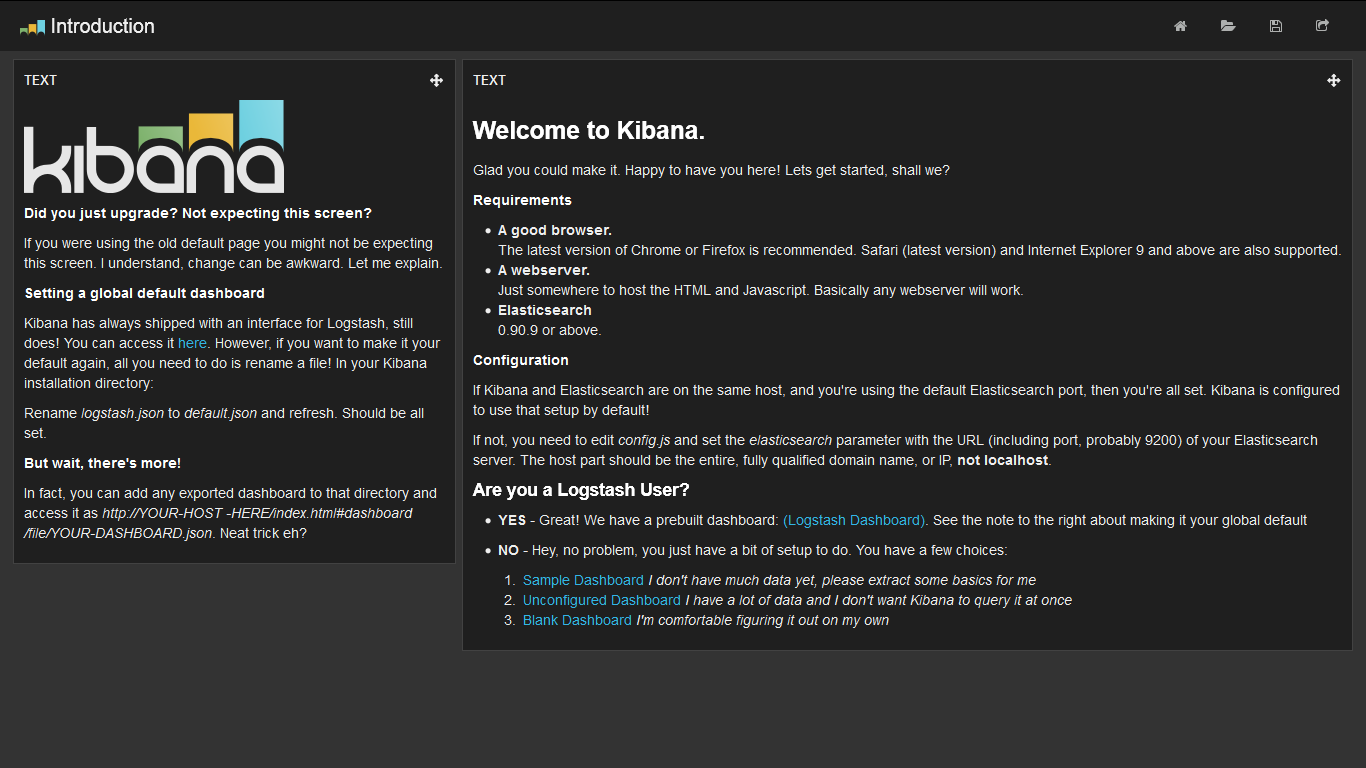 Introduction
TEXT
kibana
Did you just upgrade? Not expecting this screen?
If you were using the old default page you might not be expecting
this screen. I understand, change can be awkward. Let me explain.
Setting a global default dashboard
Kibana has always shipped with an interface for Logstash, still
does! You can access it here. However, if you want to make it your
default again, all you need to do is rename a file! In your Kibana
installation directory:
Rename logstash.json to default.json and refresh. Should be all
set.
But wait, there's more!
In fact, you can add any exported dashboard to that directory and
access it as http://YOUR-HOST -HERE/index.html#dashboard
/file/YOUR-DASHBOARD.json. Neat trick eh?
TEXT
Welcome to Kibana.
Glad you could make it. Happy to have you here! Lets get started, shall we?
Requirements
• A good browser.
The latest version of Chrome or Firefox is recommended. Safari (latest version) and Internet Explorer 9 and above are also supported.
• A webserver.
Just somewhere to host the HTML and Javascript. Basically any webserver will work.
• Elasticsearch
0.90.9 or above.
Configuration
If Kibana and Elasticsearch are on the same host, and you're using the default Elasticsearch port, then you're all set. Kibana is configured
to use that setup by default!
If not, you need to edit config.js and set the elasticsearch parameter with the URL (including port, probably 9200) of your Elasticsearch
server. The host part should be the entire, fully qualified domain name, or IP, not localhost.
Are you a Logstash User?
• YES - Great! We have a prebuilt dashboard: (Logstash Dashboard). See the note to the right about making it your global default
• NO - Hey, no problem, you just have a bit of setup to do. You have a few choices:
1. Sample Dashboard I don't have much data yet, please extract some basics for me
2. Unconfigured Dashboard I have a lot of data and I don't want Kibana to query it at once
3. Blank Dashboard I'm comfortable figuring it out on my own